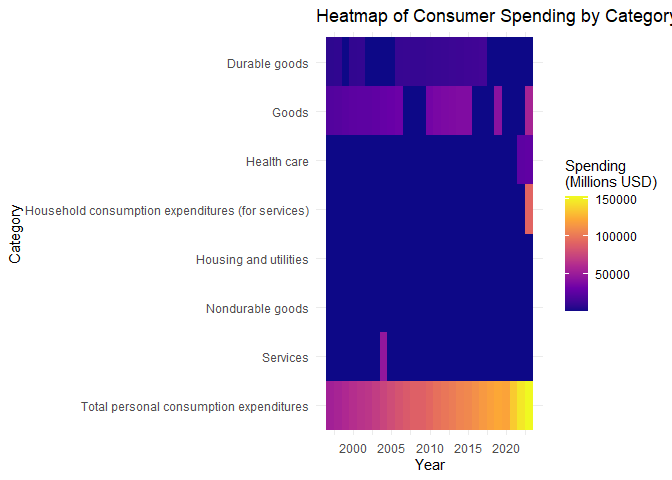 Heatmap of Consumer Spending by Category
Durable goods
Goods
Health care
Household consumption expenditures (for services)
Housing and utilities
Nondurable goods
Services
Total personal consumption expenditures
Category
2000 2005 2010 2015 2020
Year
Spending
(Millions USD)
150000
100000
50000